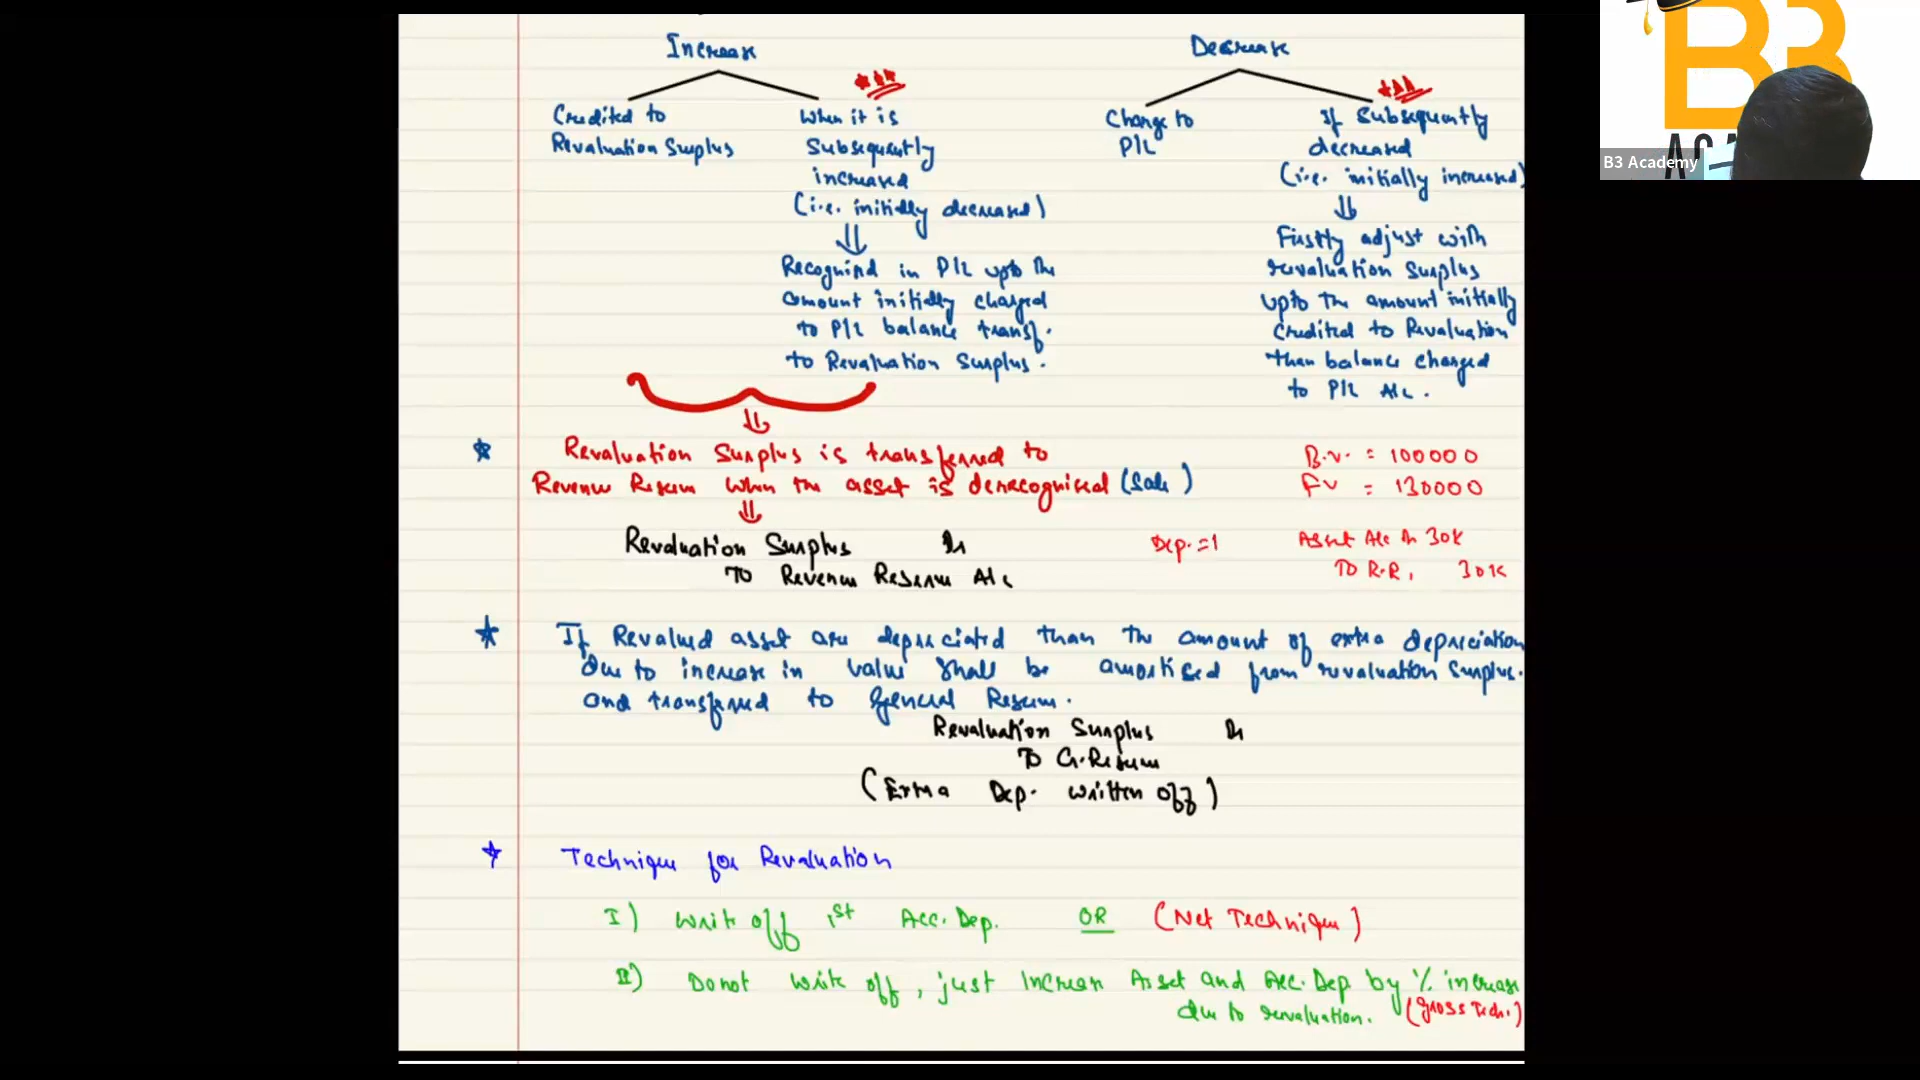 Increase
Decrease
Credited to
Revaluation Surplus
When it is
Subsequently
increased
(i.e. initially decreased)
Recognised in P/L upto the
amount initially charged
to P/L balance transf.
to Revaluation Surplus.
Charge to
P/L
If Subsequently
decreased
(i.e. initially increased)
Firstly adjust with
revaluation Surplus
upto the amount initially
Credited to Revaluation
than balance charged
to P/L A/c.
Revaluation Surplus is transferred to
Revenue Reserve When the asset is derecognised (Sale)
Revaluation Surplus Dr
To Revenue Reserve A/c
B.V. = 100000
FV = 130000
Dep. = 1
Asset A/c Dr 30K
To R.R, 30K
If Revalued asset are depreciated than the amount of extra depreciation
due to increase in value shall be amortised from revaluation surplus.
and transferred to General Reserve.
Revaluation Surplus Dr
To G.Reserve
(Extra Dep. written off)
Technique for Revaluation
I) Write off 1st Acc. Dep. OR (Net Technique)
II) Do not write off, just Increase Asset and Acc. Dep by % increase
due to revaluation. (Gross Tech.)
B3
ACA
B3 Academy